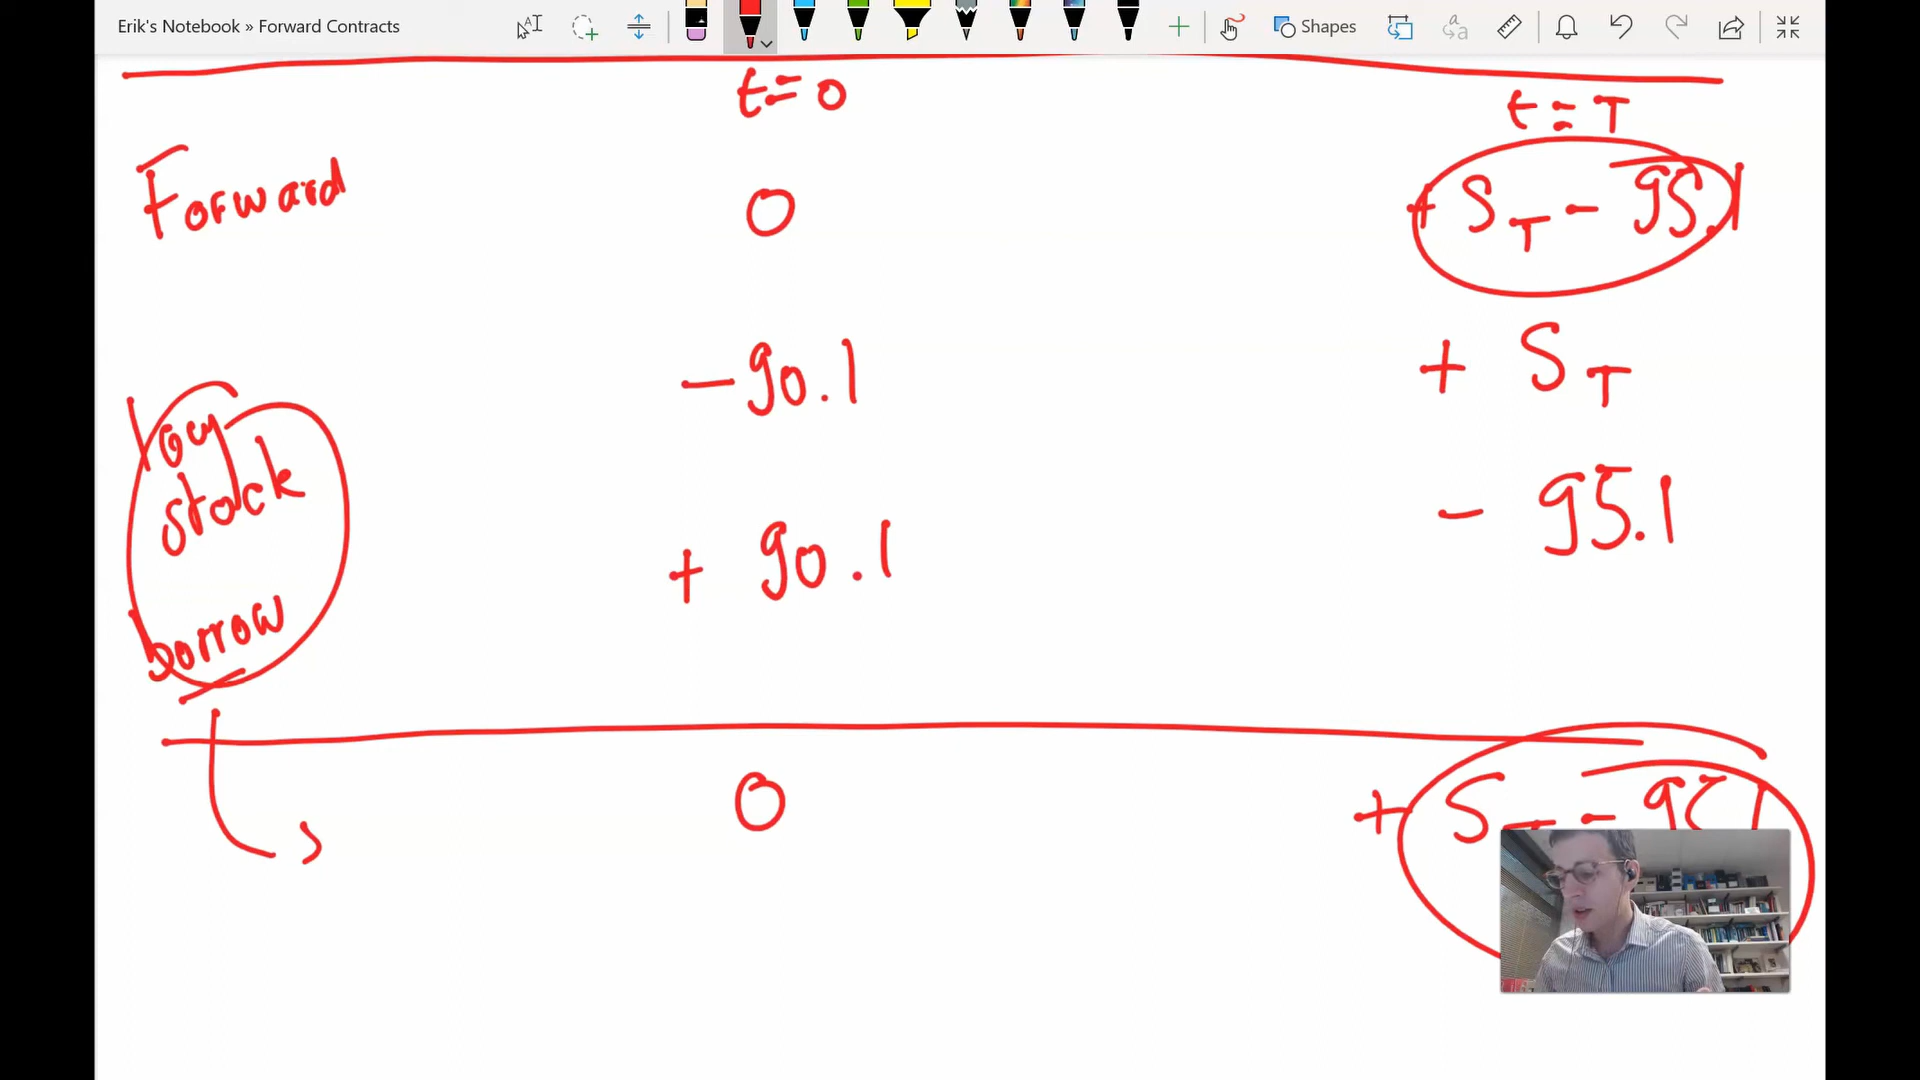 Erik's Notebook » Forward Contracts
Shapes
t=0
t=T
Forward
0
+ S_T - 95.1
- 90.1
+ S_T
stock
+ 90.1
- 95.1
borrow
0
+ S